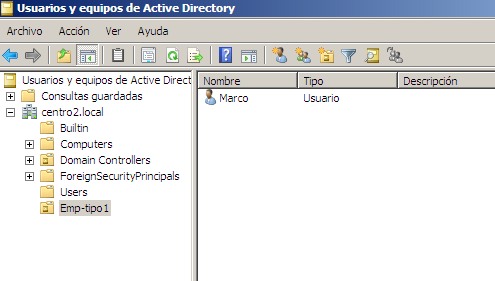 Usuarios y equipos de Active Directory
Archivo Acción Ver Ayuda
Usuarios y equipos de Active Direct
Consultas guardadas
centro2.local
Builtin
Computers
Domain Controllers
ForeignSecurityPrincipals
Users
Emp-tipo1
Nombre Tipo Descripción
Marco Usuario